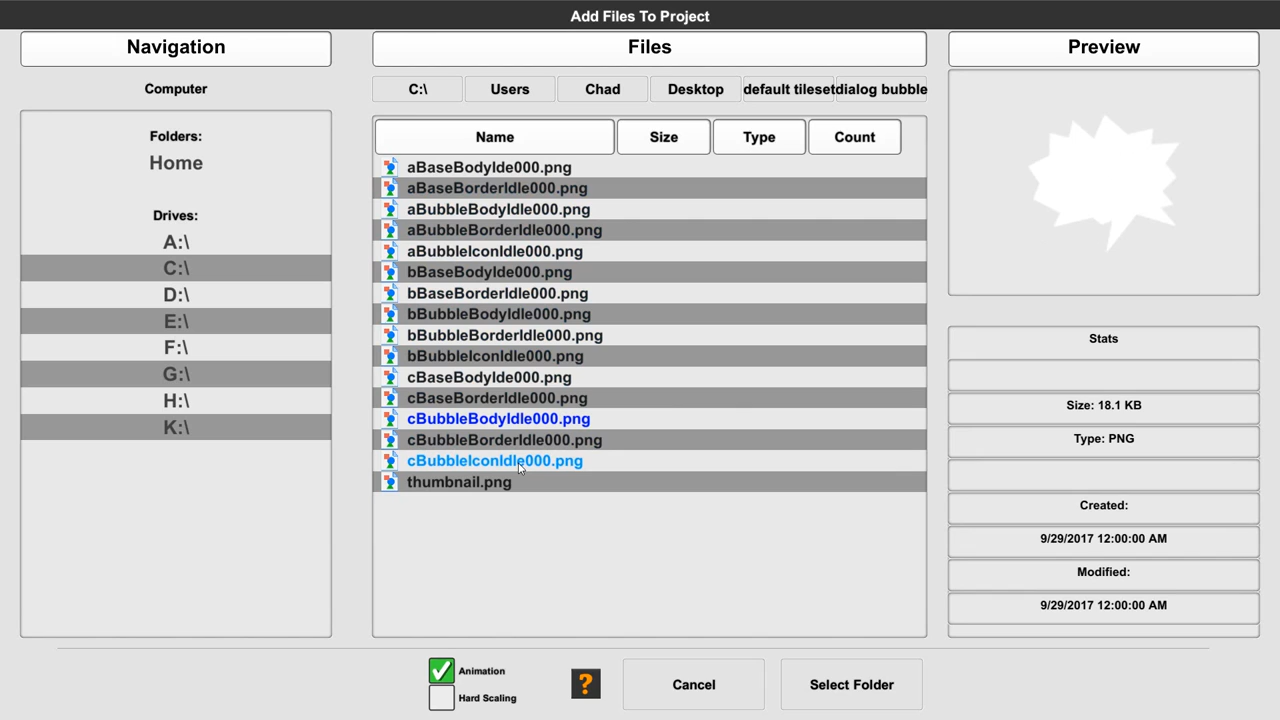 Add Files To Project
Navigation
Files
Preview
Computer
C:\
Users
Chad
Desktop
default tileset
dialog bubble
Folders:
Home
Drives:
A:\
C:\
D:\
E:\
F:\
G:\
H:\
K:\
Name
Size
Type
Count
aBaseBodyIde000.png
aBaseBorderIdle000.png
aBubbleBodyIdle000.png
aBubbleBorderIdle000.png
aBubbleIconIdle000.png
bBaseBodyIde000.png
bBaseBorderIdle000.png
bBubbleBodyIdle000.png
bBubbleBorderIdle000.png
bBubbleIconIdle000.png
cBaseBodyIde000.png
cBaseBorderIdle000.png
cBubbleBodyIdle000.png
cBubbleBorderIdle000.png
cBubbleIconIdle000.png
thumbnail.png
Stats
Size: 18.1 KB
Type: PNG
Created:
9/29/2017 12:00:00 AM
Modified:
9/29/2017 12:00:00 AM
Animation
Hard Scaling
?
Cancel
Select Folder